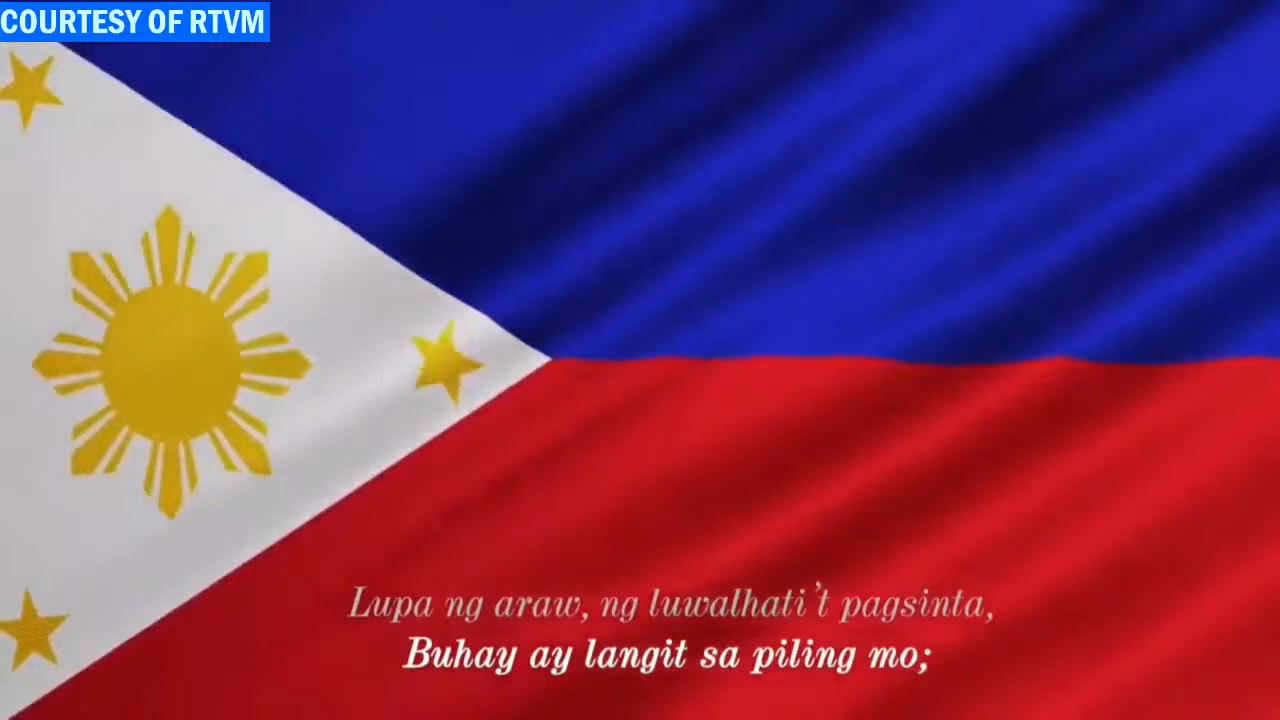 COURTESY OF RTVM
Lupa ng araw, ng luwalhati't pagsinta,
Buhay ay langit sa piling mo;